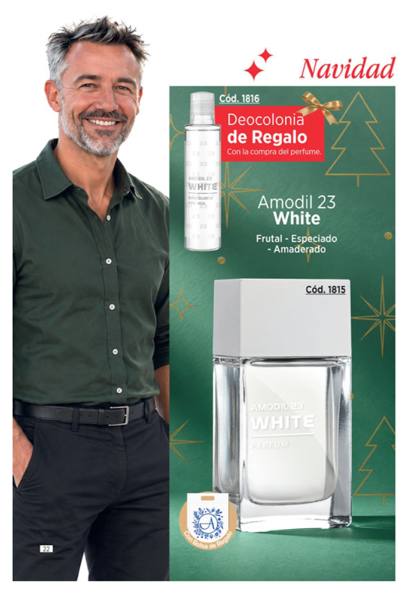 Navidad
Cód. 1816
Deocolonia
de Regalo
Con la compra del perfume.
AMODIL 23
WHITE
Amodil 23
White
Frutal - Especiado
- Amaderado
Cód. 1815
AMODIL 23
WHITE
PARFUM
A
22